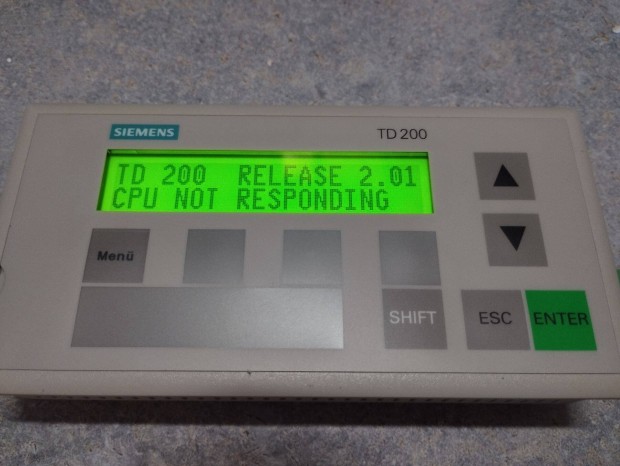 SIEMENS
TD 200
TD 200 RELEASE 2.01
CPU NOT RESPONDING
Menü
SHIFT
ESC
ENTER